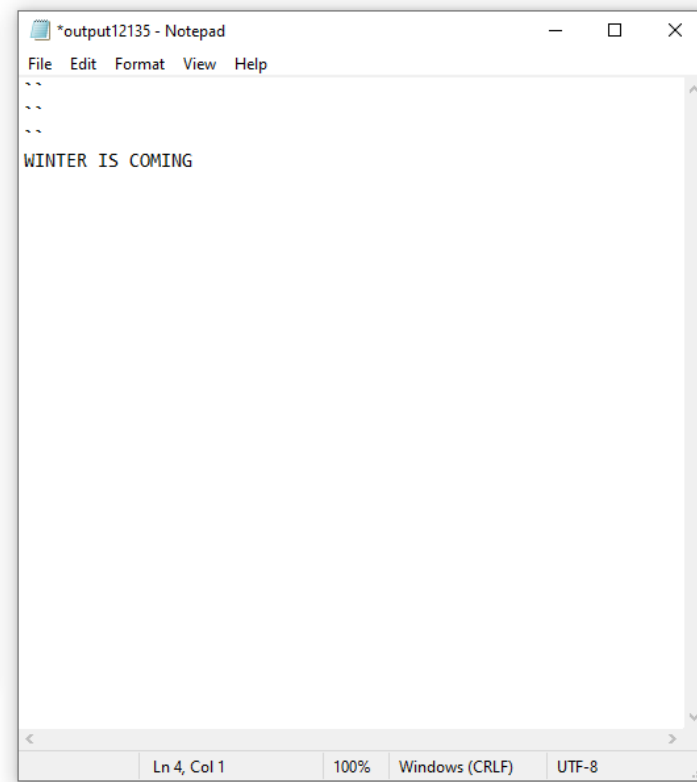 *output12135 - Notepad
File Edit Format View Help
``
``
``
WINTER IS COMING
Ln 4, Col 1 100% Windows (CRLF) UTF-8